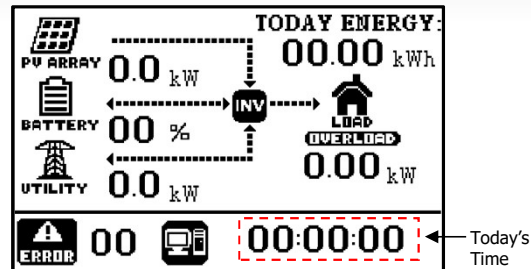 TODAY ENERGY:
00.00 kWh
PV ARRAY 0.0 kW
INV
BATTERY 00 %
LOAD
OVERLOAD
0.00 kW
UTILITY 0.0 kW
ERROR 00
00:00:00
Today's
Time